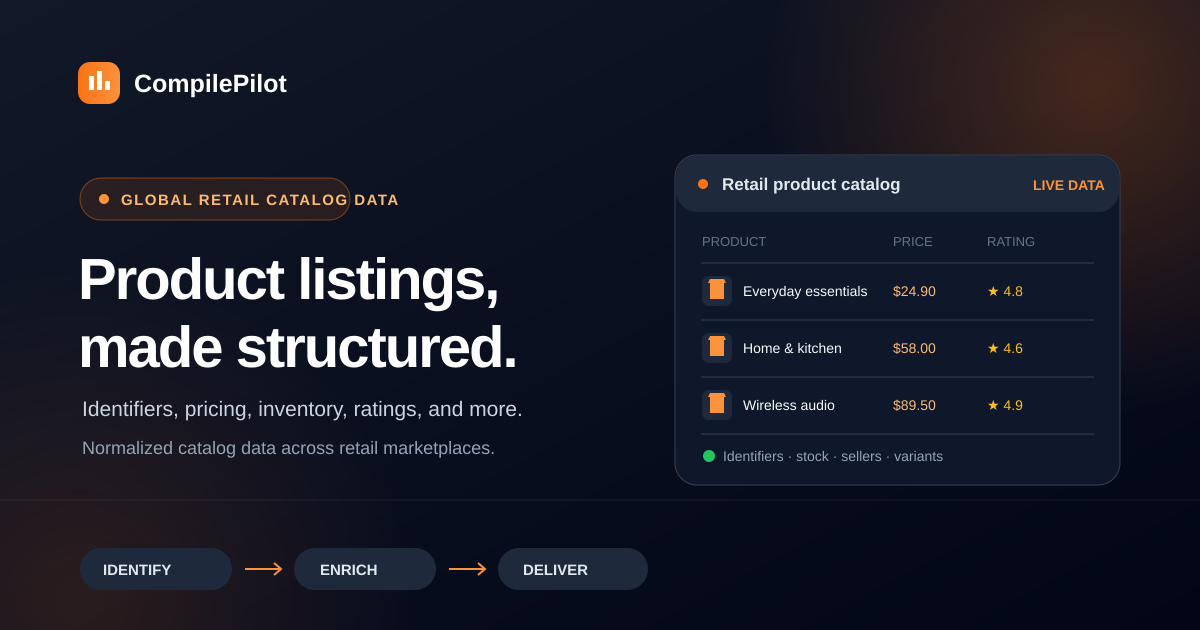 CompilePilot
GLOBAL RETAIL CATALOG DATA
Product listings,
made structured.
Identifiers, pricing, inventory, ratings, and more.
Normalized catalog data across retail marketplaces.
Retail product catalog LIVE DATA
PRODUCT PRICE RATING
Everyday essentials $24.90 ★ 4.8
Home & kitchen $58.00 ★ 4.6
Wireless audio $89.50 ★ 4.9
Identifiers · stock · sellers · variants
IDENTIFY → ENRICH → DELIVER